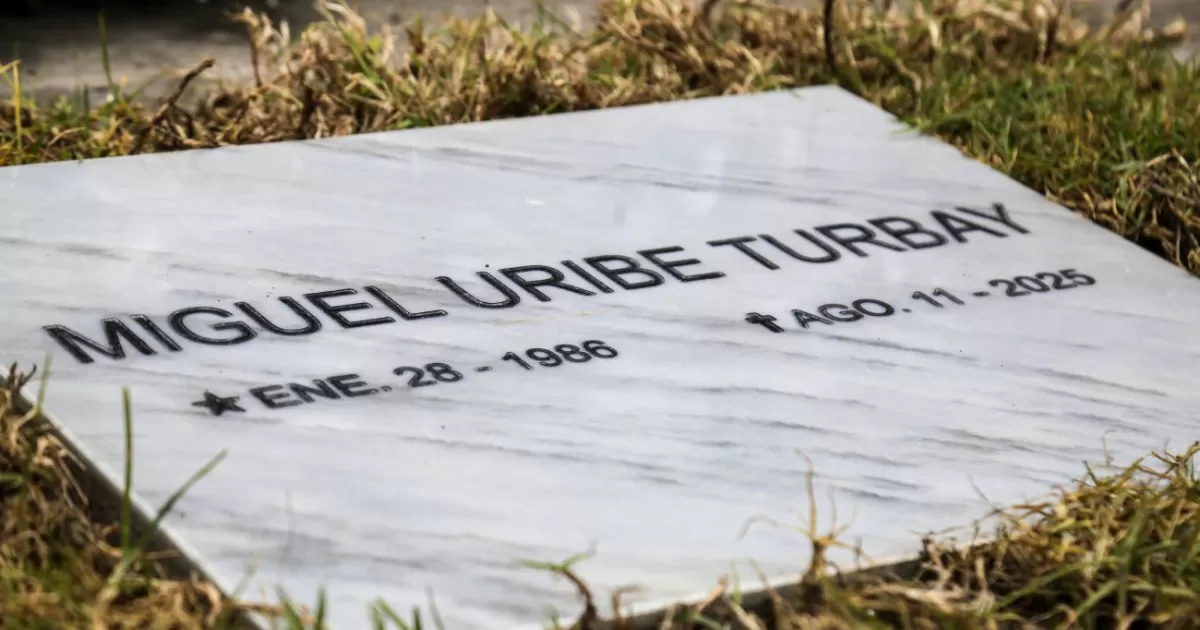 MIGUEL URIBE TURBAY
★ ENE. 28 - 1986 ✝ AGO. 11 - 2025